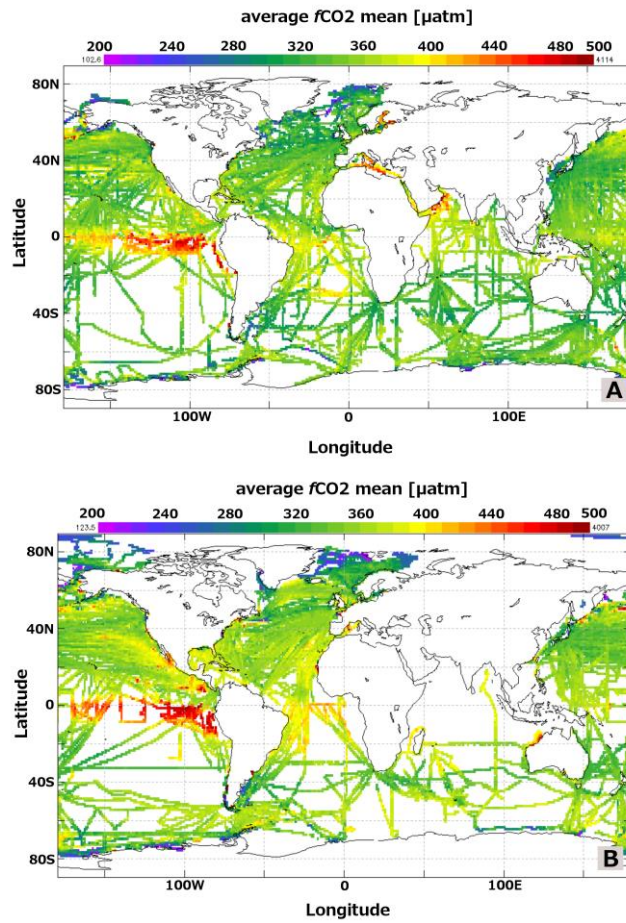 average fCO2 mean [µatm]
200 240 280 320 360 400 440 460 500
102.6 4114
80N
40N
0
40S
80S
Latitude
100W 0 100E
Longitude
A
average fCO2 mean [µatm]
200 240 280 320 360 400 440 480 500
123.5 4007
80N
40N
0
40S
80S
Latitude
100W 0 100E
Longitude
B